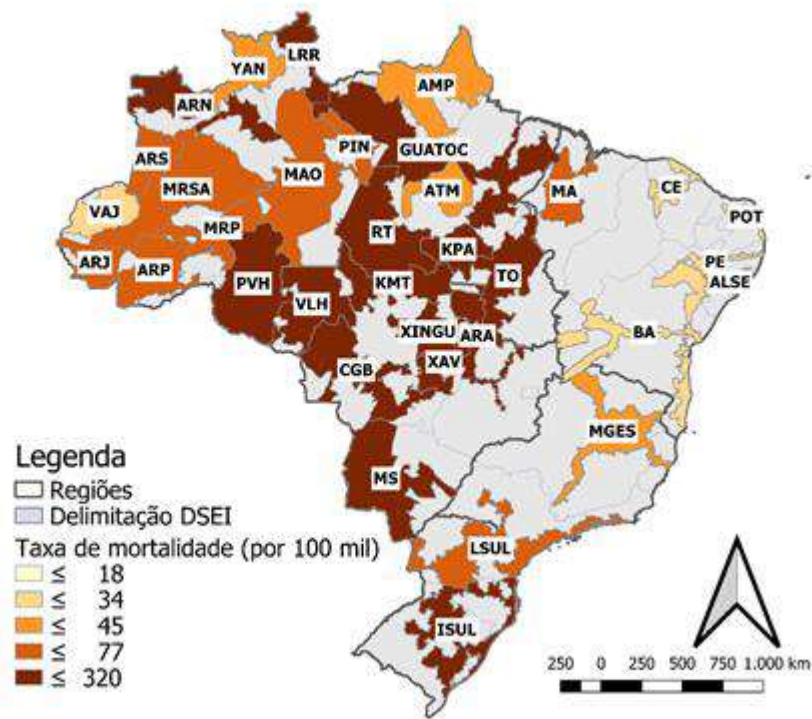 LRR
YAN
AMP
ARN
PIN
GUATOC
ARS
MAO
MRSA
ATM
MA
CE
VAJ
POT
MRP
RT
KPA
PE
ARJ
ARP
TO
ALSE
PVH
KMT
VLH
XINGU
ARA
BA
CGB
XAV
MGES
MS
LSUL
ISUL
Legenda
Regiões
Delimitação DSEI
Taxa de mortalidade (por 100 mil)
≤ 18
≤ 34
≤ 45
≤ 77
≤ 320
250 0 250 500 750 1.000 km